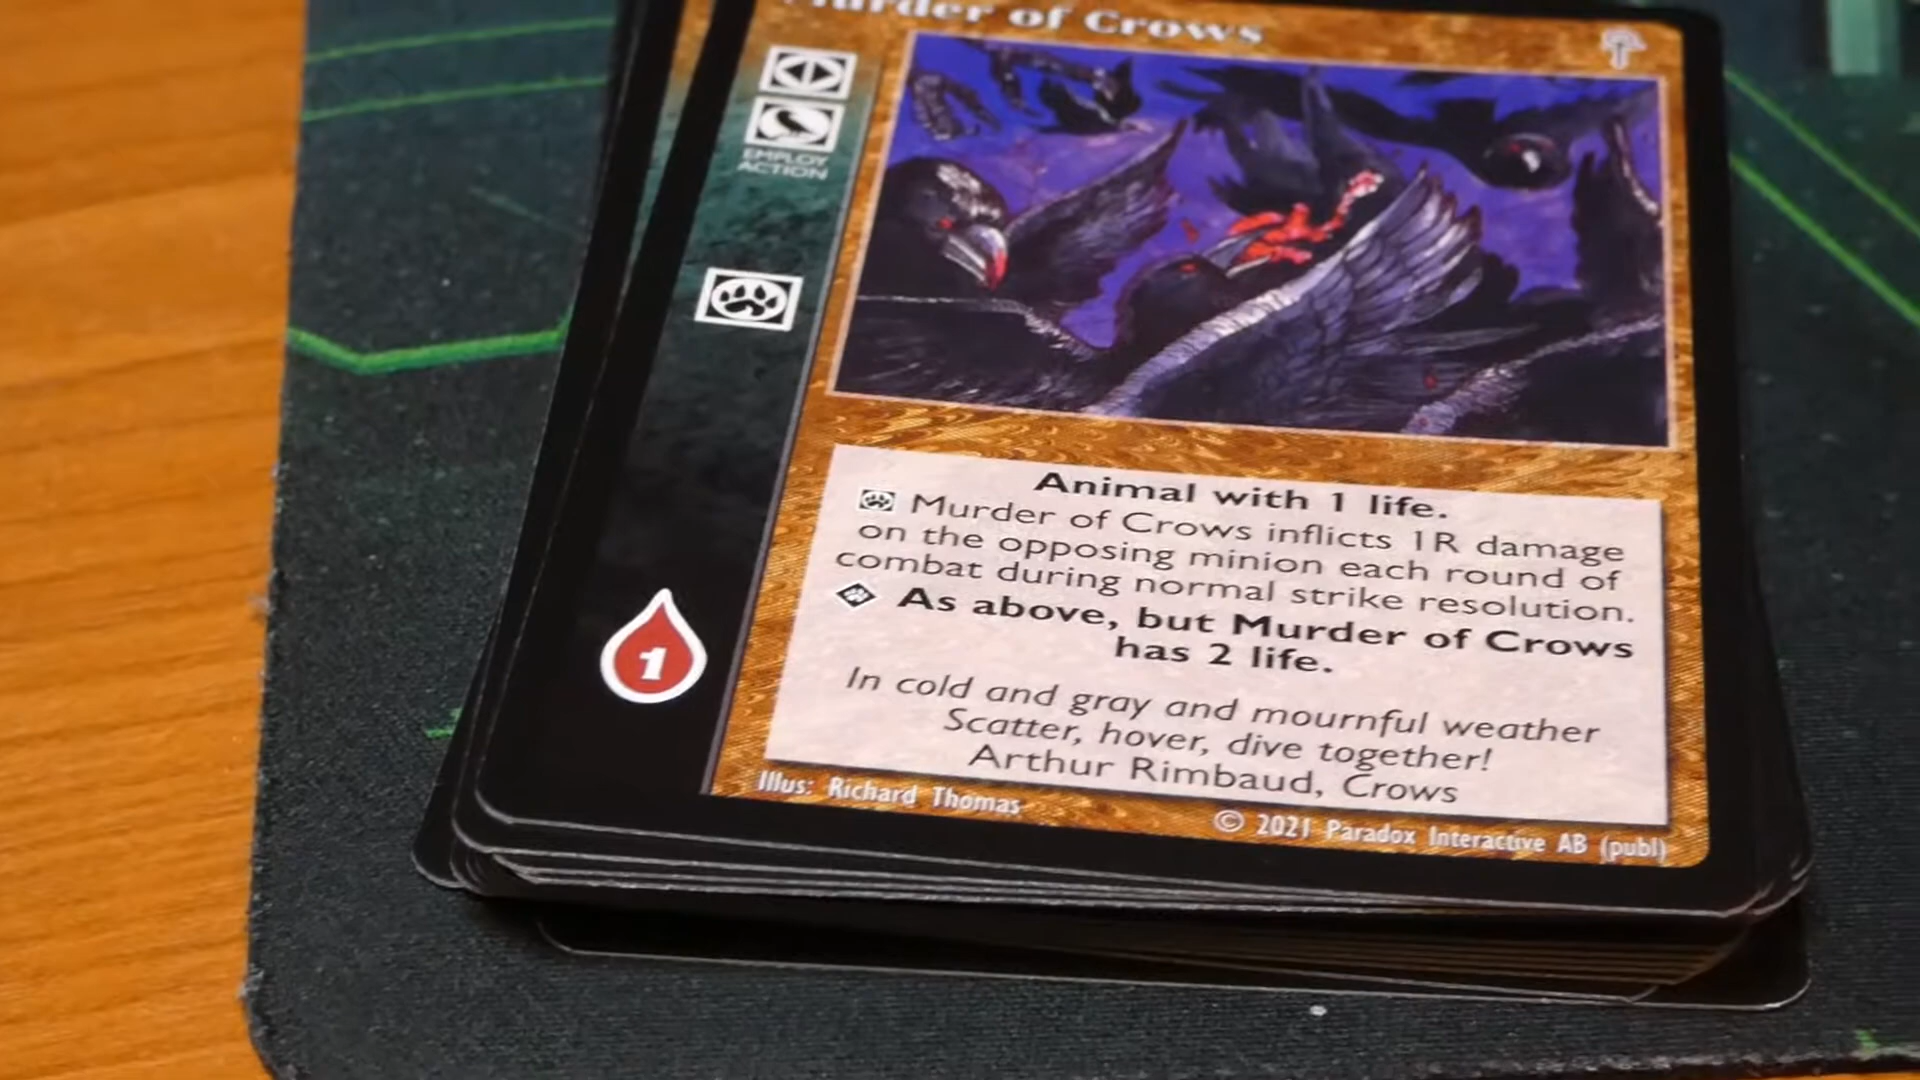 Murder of Crows
EMPLOY
ACTION
Animal with 1 life.
Murder of Crows inflicts 1R damage
on the opposing minion each round of
combat during normal strike resolution.
As above, but Murder of Crows
has 2 life.
1
In cold and gray and mournful weather
Scatter, hover, dive together!
Arthur Rimbaud, Crows
Illus: Richard Thomas
© 2021 Paradox Interactive AB (publ)